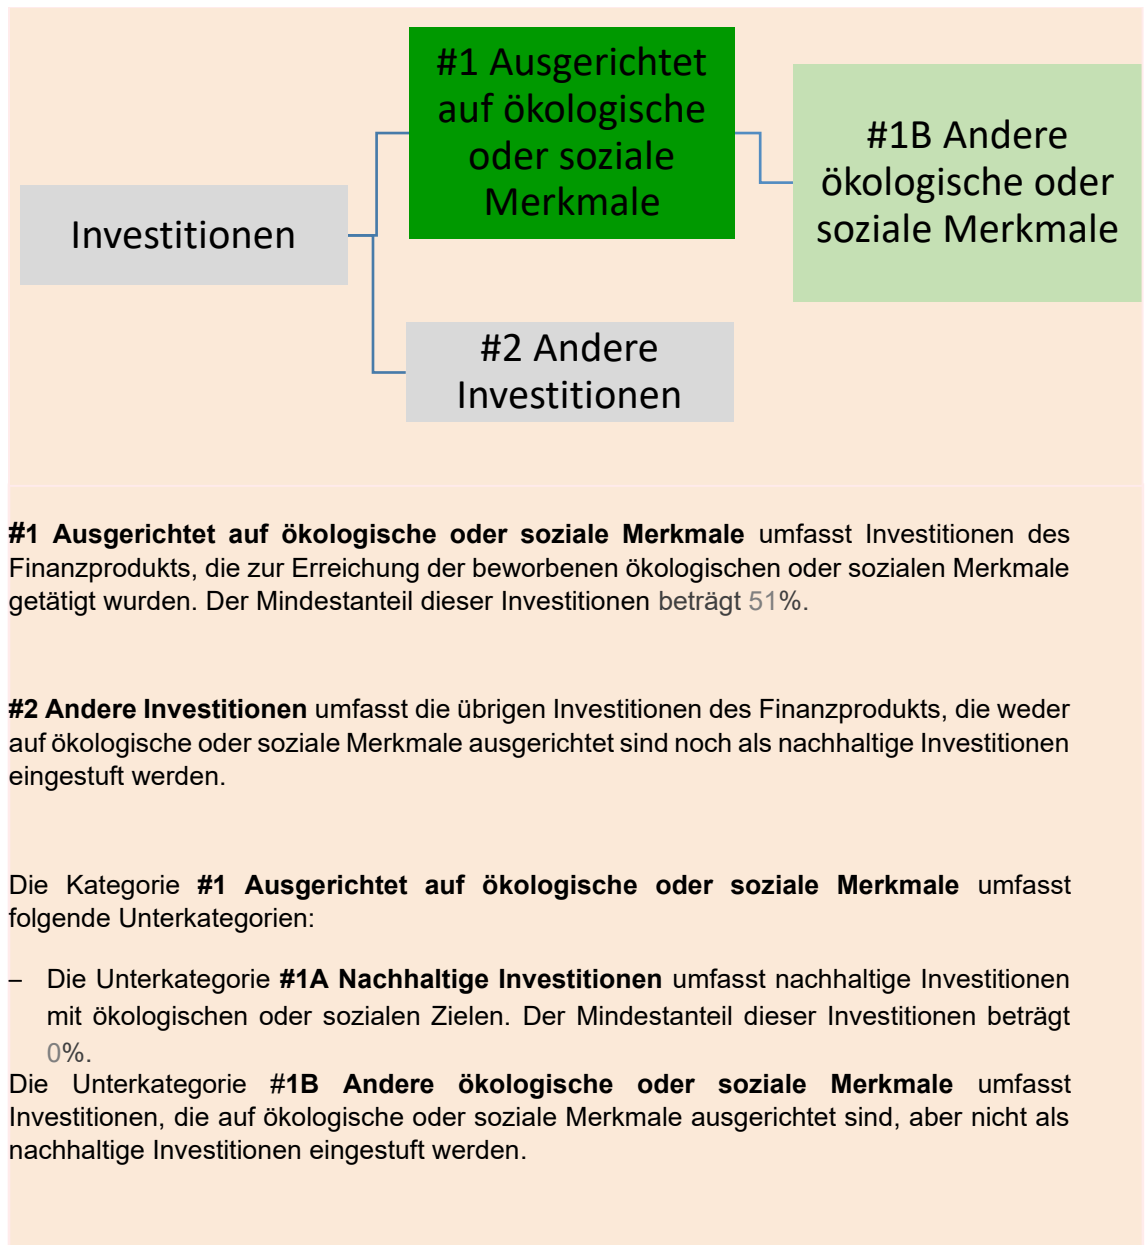 #1 Ausgerichtet
auf ökologische
oder soziale
Merkmale
#1B Andere
ökologische oder
soziale Merkmale
Investitionen
#2 Andere
Investitionen
#1 Ausgerichtet auf ökologische oder soziale Merkmale umfasst Investitionen des
Finanzprodukts, die zur Erreichung der beworbenen ökologischen oder sozialen Merkmale
getätigt wurden. Der Mindestanteil dieser Investitionen beträgt 51%.
#2 Andere Investitionen umfasst die übrigen Investitionen des Finanzprodukts, die weder
auf ökologische oder soziale Merkmale ausgerichtet sind noch als nachhaltige Investitionen
eingestuft werden.
Die Kategorie #1 Ausgerichtet auf ökologische oder soziale Merkmale umfasst
folgende Unterkategorien:
– Die Unterkategorie #1A Nachhaltige Investitionen umfasst nachhaltige Investitionen
mit ökologischen oder sozialen Zielen. Der Mindestanteil dieser Investitionen beträgt
0%.
Die Unterkategorie #1B Andere ökologische oder soziale Merkmale umfasst
Investitionen, die auf ökologische oder soziale Merkmale ausgerichtet sind, aber nicht als
nachhaltige Investitionen eingestuft werden.